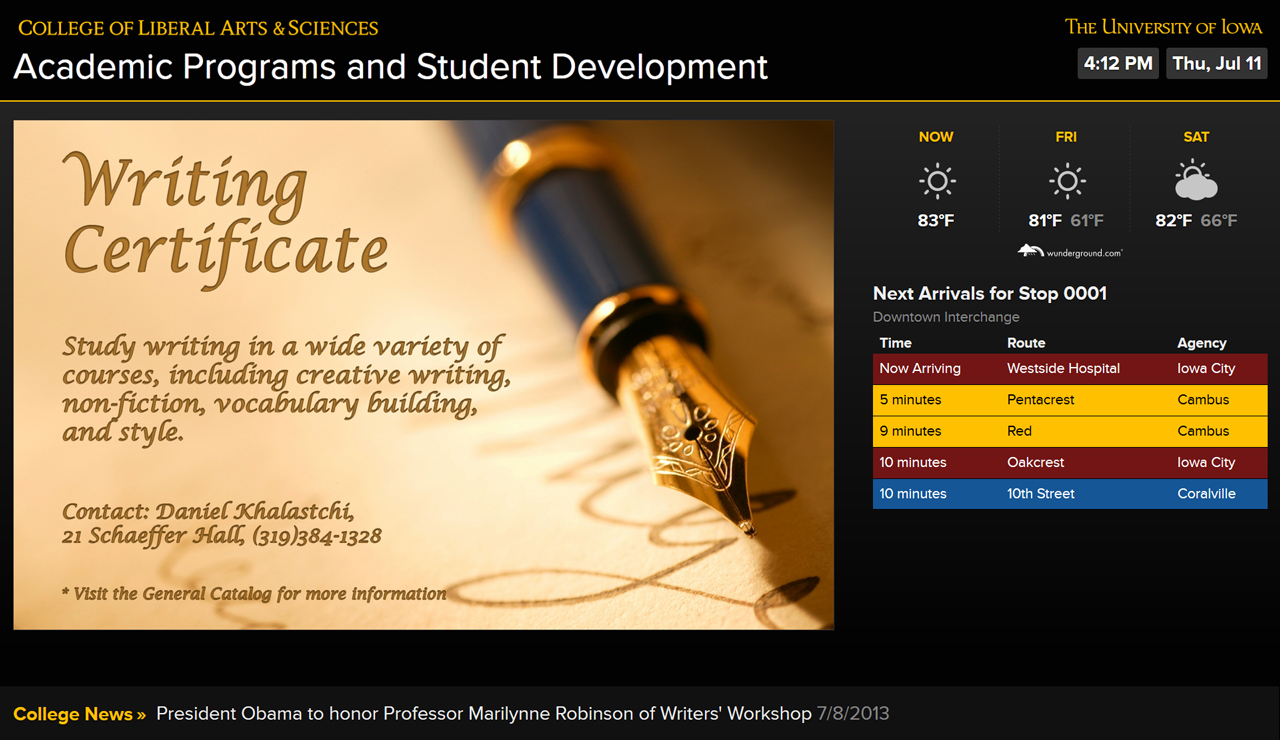 COLLEGE OF LIBERAL ARTS & SCIENCES
Academic Programs and Student Development
THE UNIVERSITY OF IOWA
4:12 PM Thu, Jul 11
Writing
Certificate
Study writing in a wide variety of
courses, including creative writing,
non-fiction, vocabulary building,
and style.
Contact: Daniel Khalastchi,
21 Schaeffer Hall, (319)384-1328
* Visit the General Catalog for more information
NOW FRI SAT
83°F 81°F 61°F 82°F 66°F
wunderground.com
Next Arrivals for Stop 0001
Downtown Interchange
Time Route Agency
Now Arriving Westside Hospital Iowa City
5 minutes Pentacrest Cambus
9 minutes Red Cambus
10 minutes Oakcrest Iowa City
10 minutes 10th Street Coralville
College News » President Obama to honor Professor Marilynne Robinson of Writers' Workshop 7/8/2013